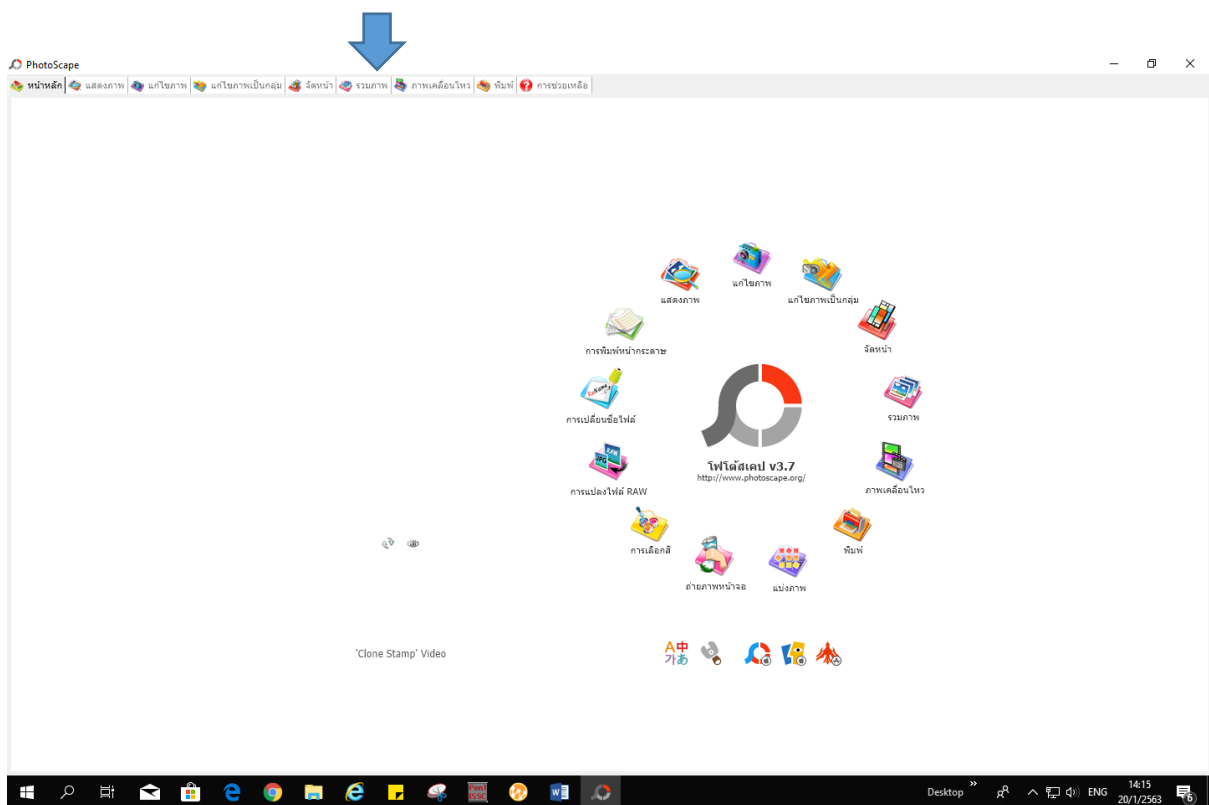 PhotoScape
หน้าหลัก แสดงภาพ แก้ไขภาพ แก้ไขภาพเป็นกลุ่ม จัดหน้า รวมภาพ ภาพเคลื่อนไหว พิมพ์ การช่วยเหลือ
แก้ไขภาพ
แสดงภาพ
แก้ไขภาพเป็นกลุ่ม
การพิมพ์หน้ากระดาษ
จัดหน้า
ReName
การเปลี่ยนชื่อไฟล์
รวมภาพ
RAW
JPG
โฟโต้สเคป v3.7
http://www.photoscape.org/
การแปลงไฟล์ RAW
ภาพเคลื่อนไหว
การเลือกสี
พิมพ์
ถ่ายภาพหน้าจอ
แบ่งภาพ
'Clone Stamp' Video
A中
가あ
Desktop
ENG
14:15
20/1/2563
6